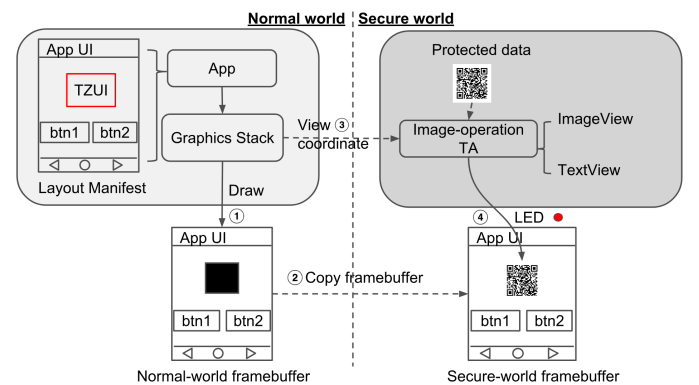 Normal world
Secure world
App UI
TZUI
btn1
btn2
Layout Manifest
App
Graphics Stack
Draw
View ③
coordinate
Protected data
Image-operation
TA
ImageView
TextView
①
App UI
btn1
btn2
Normal-world framebuffer
② Copy framebuffer
④
LED
App UI
btn1
btn2
Secure-world framebuffer